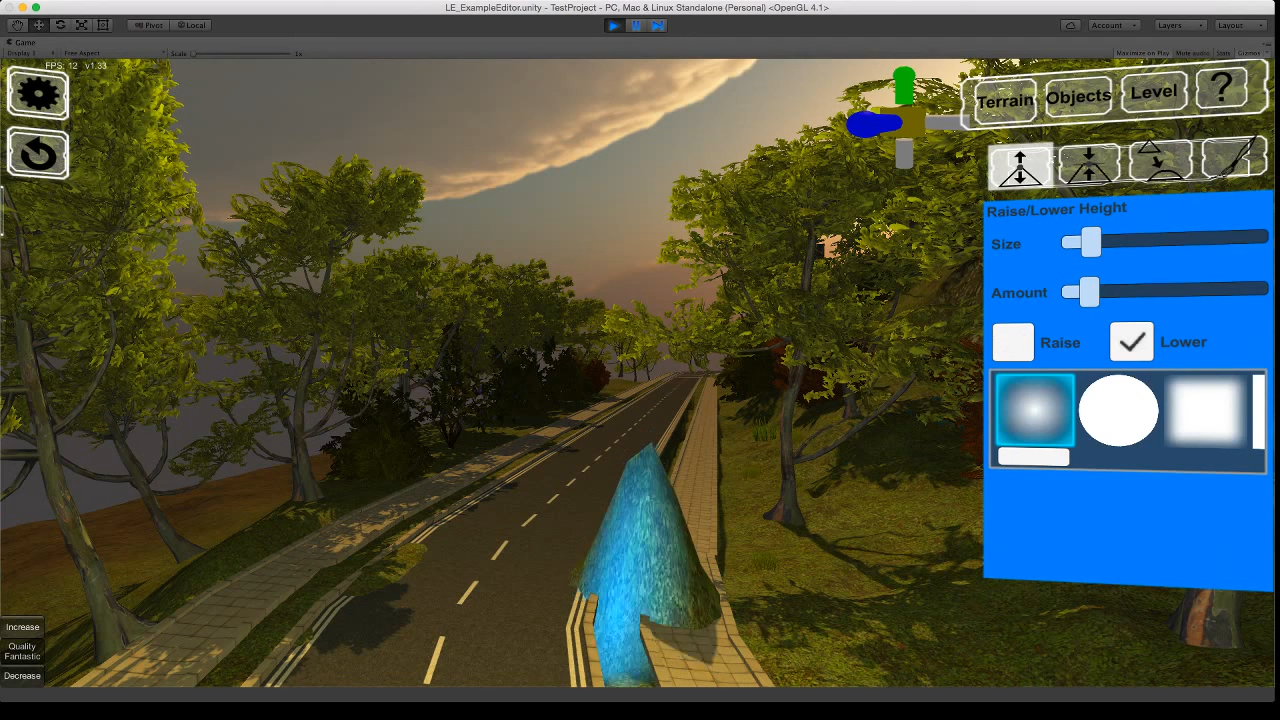 LE_ExampleEditor.unity - TestProject - PC, Mac & Linux Standalone (Personal) <OpenGL 4.1>
Pivot Local Account Layers Layout
Game
Display 1 Free Aspect Scale 1x Maximize on Play Mute audio Stats Gizmos
FPS: 12 v1.33
Terrain Objects Level ?
Raise/Lower Height
Size
Amount
Raise Lower
Increase
Quality
Fantastic
Decrease